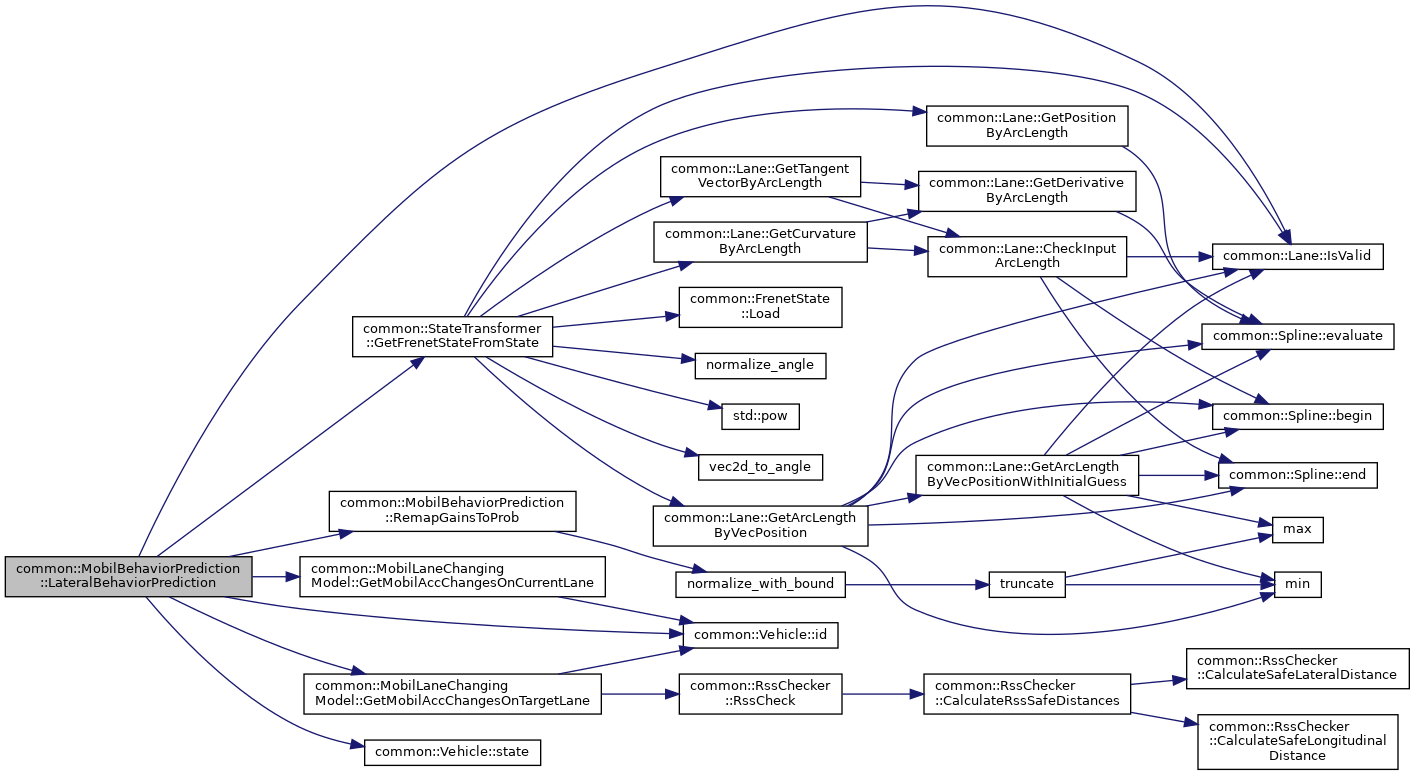 common::MobilBehaviorPrediction
::LateralBehaviorPrediction
common::StateTransformer
::GetFrenetStateFromState
common::MobilBehaviorPrediction
::RemapGainsToProb
common::MobilLaneChanging
Model::GetMobilAccChangesOnCurrentLane
common::MobilLaneChanging
Model::GetMobilAccChangesOnTargetLane
common::Vehicle::state
common::Lane::GetTangent
VectorByArcLength
common::Lane::GetCurvature
ByArcLength
common::FrenetState
::Load
normalize_angle
std::pow
vec2d_to_angle
common::Lane::GetArcLength
ByVecPosition
normalize_with_bound
common::Vehicle::id
common::RssChecker
::RssCheck
common::Lane::GetPosition
ByArcLength
common::Lane::GetDerivative
ByArcLength
common::Lane::CheckInput
ArcLength
common::Lane::GetArcLength
ByVecPositionWithInitialGuess
truncate
common::RssChecker
::CalculateRssSafeDistances
common::Lane::IsValid
common::Spline::evaluate
common::Spline::begin
common::Spline::end
max
min
common::RssChecker
::CalculateSafeLateralDistance
common::RssChecker
::CalculateSafeLongitudinal
Distance